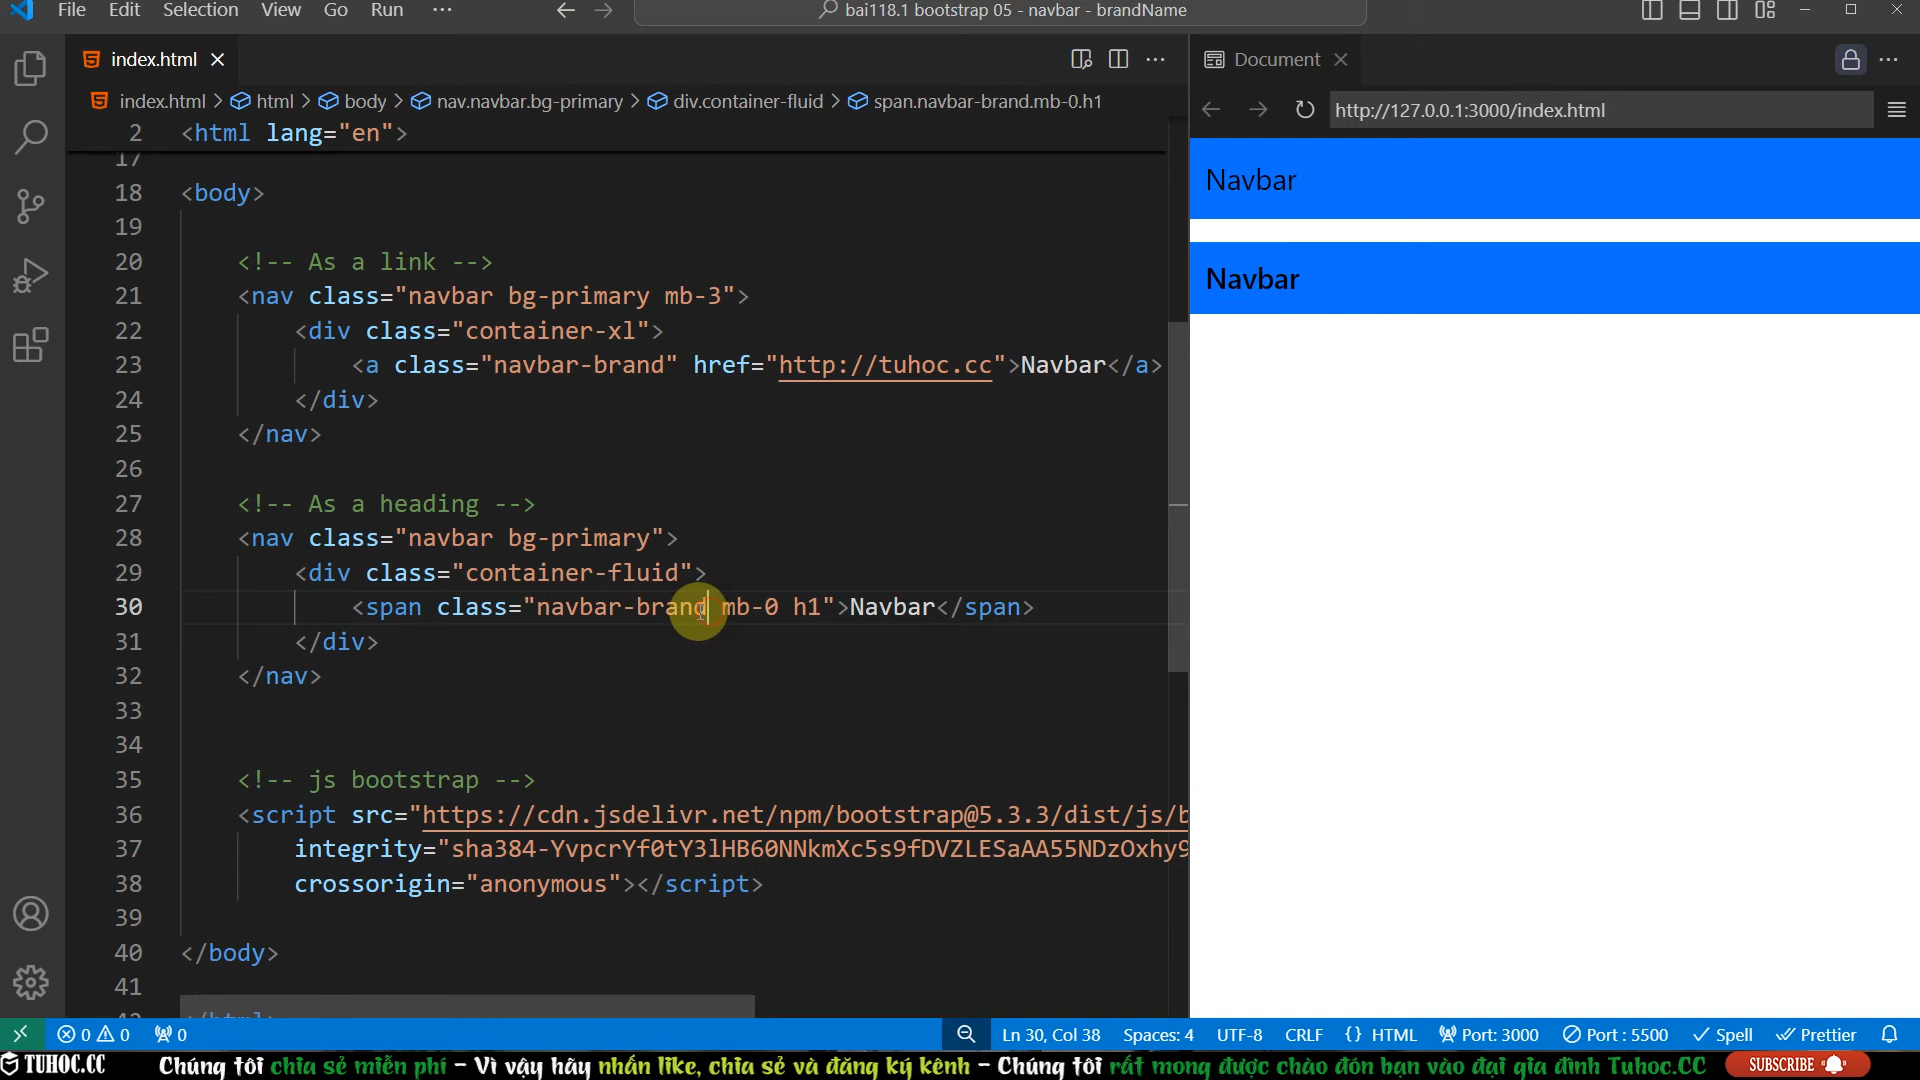 File Edit Selection View Go Run ··· bai118.1 bootstrap 05 - navbar - brandName
index.html
Document
index.html > html > body > nav.navbar.bg-primary > div.container-fluid > span.navbar-brand.mb-0.h1
http://127.0.0.1:3000/index.html
2 <html lang="en">
17
18 <body>
19
20 <!-- As a link -->
21 <nav class="navbar bg-primary mb-3">
22 <div class="container-xl">
23 <a class="navbar-brand" href="http://tuhoc.cc">Navbar</a>
24 </div>
25 </nav>
26
27 <!-- As a heading -->
28 <nav class="navbar bg-primary">
29 <div class="container-fluid">
30 <span class="navbar-brand mb-0 h1">Navbar</span>
31 </div>
32 </nav>
33
34
35 <!-- js bootstrap -->
36 <script src="https://cdn.jsdelivr.net/npm/bootstrap@5.3.3/dist/js/b
37 integrity="sha384-YvpcrYf0tY3lHB60NNkmXc5s9fDVZLESaAA55NDzOxhy9
38 crossorigin="anonymous"></script>
39
40 </body>
41
Navbar
Navbar
0 0 0 Ln 30, Col 38 Spaces: 4 UTF-8 CRLF {} HTML Port: 3000 Port : 5500 Spell Prettier
TUHOC.CC Chúng tôi chia sẻ miễn phí - Vì vậy hãy nhấn like, chia sẻ và đăng ký kênh - Chúng tôi rất mong được chào đón bạn vào đại gia đình Tuhoc.CC SUBSCRIBE